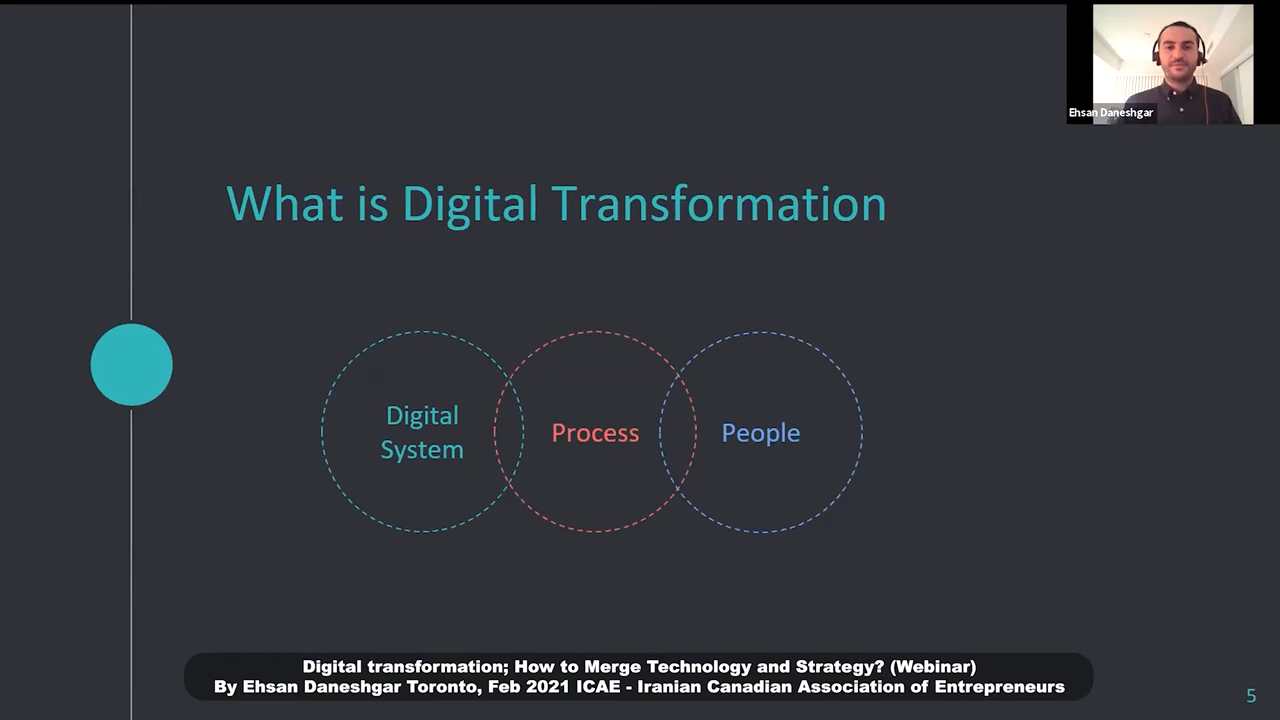 Ehsan Daneshgar
What is Digital Transformation
Digital
System
Process
People
Digital transformation; How to Merge Technology and Strategy? (Webinar)
By Ehsan Daneshgar Toronto, Feb 2021 ICAE - Iranian Canadian Association of Entrepreneurs
5